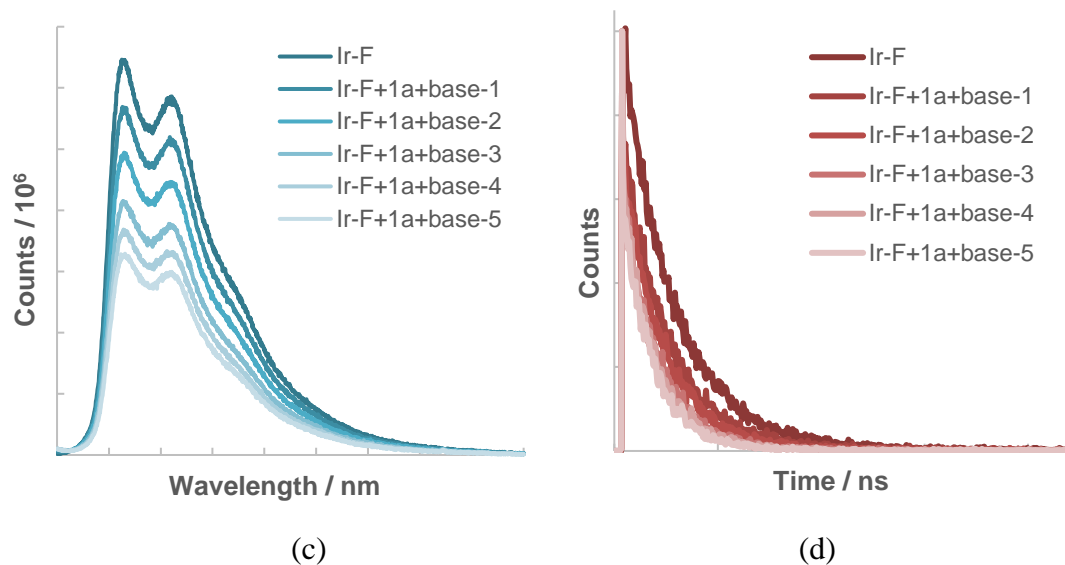 Ir-F
Ir-F+1a+base-1
Ir-F+1a+base-2
Ir-F+1a+base-3
Ir-F+1a+base-4
Ir-F+1a+base-5
Counts / 10⁶
Wavelength / nm
(c)
Ir-F
Ir-F+1a+base-1
Ir-F+1a+base-2
Ir-F+1a+base-3
Ir-F+1a+base-4
Ir-F+1a+base-5
Counts
Time / ns
(d)